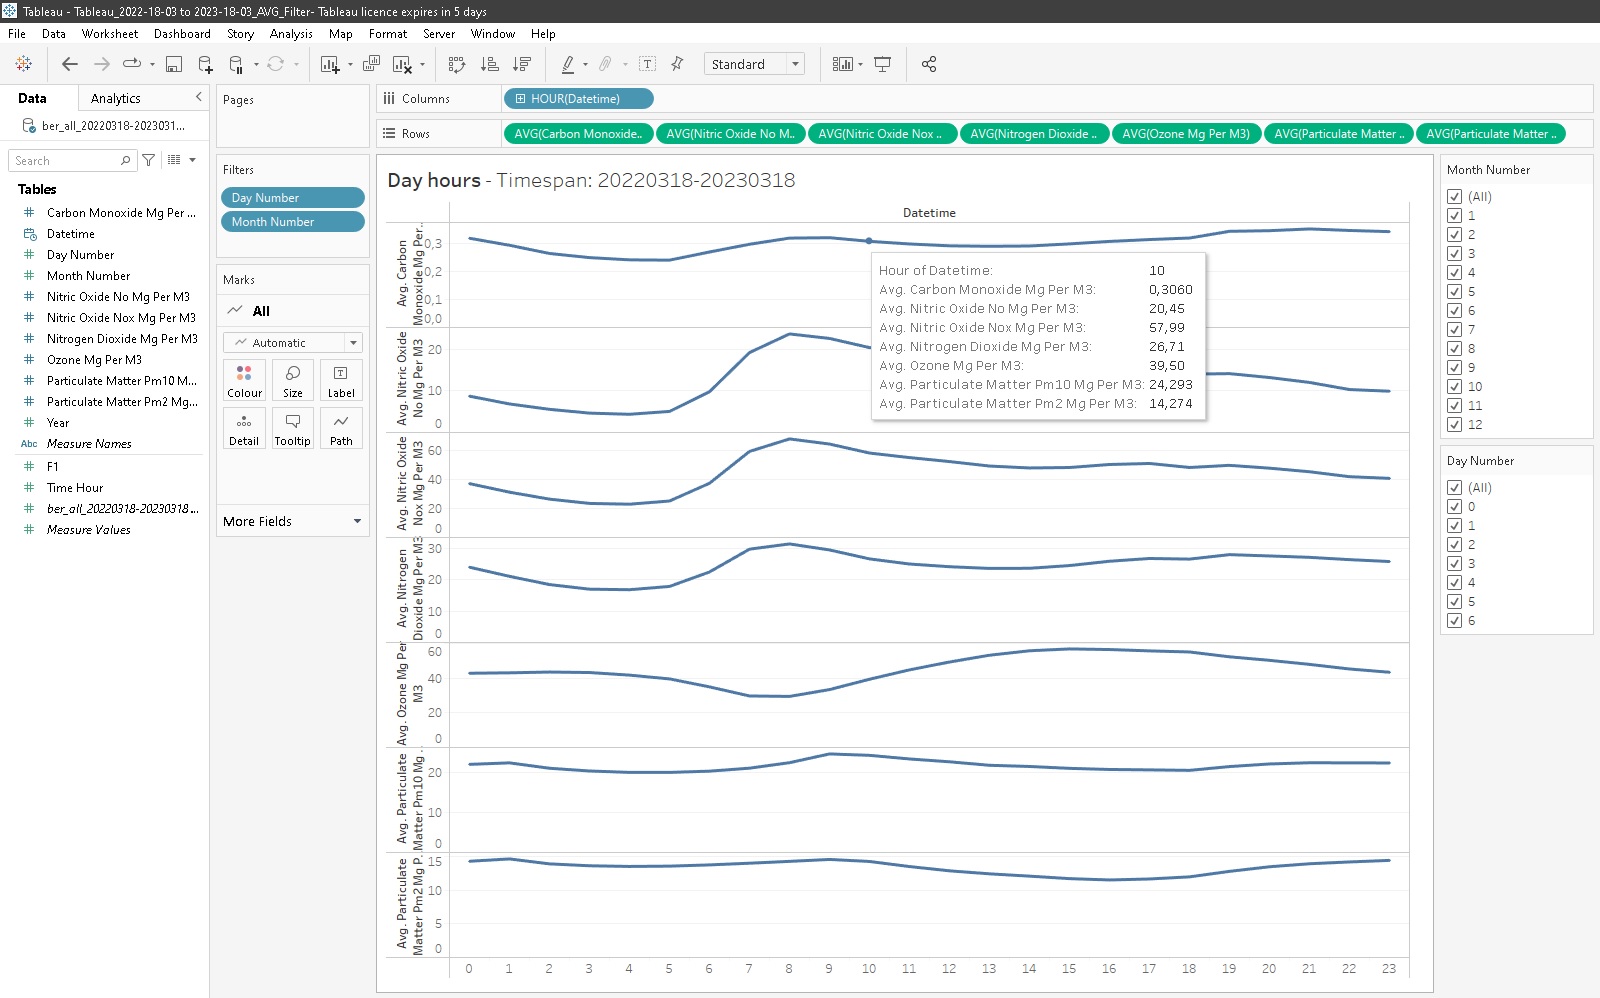 Tableau - Tableau_2022-18-03 to 2023-18-03_AVG_Filter- Tableau licence expires in 5 days
File Data Worksheet Dashboard Story Analysis Map Format Server Window Help
Standard
Data
Analytics
ber_all_20220318-2023031...
Search
Tables
Carbon Monoxide Mg Per ...
Datetime
Day Number
Month Number
Nitric Oxide No Mg Per M3
Nitric Oxide Nox Mg Per M3
Nitrogen Dioxide Mg Per M3
Ozone Mg Per M3
Particulate Matter Pm10 M...
Particulate Matter Pm2 Mg...
Year
Abc Measure Names
F1
Time Hour
ber_all_20220318-20230318...
Measure Values
Pages
Filters
Day Number
Month Number
Marks
All
Automatic
Colour Size Label
Detail Tooltip Path
More Fields
Columns
HOUR(Datetime)
Rows
AVG(Carbon Monoxide.. AVG(Nitric Oxide No M.. AVG(Nitric Oxide Nox .. AVG(Nitrogen Dioxide .. AVG(Ozone Mg Per M3) AVG(Particulate Matter .. AVG(Particulate Matter ..
Day hours - Timespan: 20220318-20230318
Datetime
Avg. Carbon
Monoxide Mg Per..
0,3
0,2
0,1
0,0
Avg. Nitric Oxide
No Mg Per M3
20
10
0
Avg. Nitric Oxide
Nox Mg Per M3
60
40
20
0
Avg. Nitrogen
Dioxide Mg Per M3
30
20
10
0
Avg. Ozone Mg Per
M3
60
40
20
0
Avg. Particulate
Matter Pm10 Mg ..
20
10
0
Avg. Particulate
Matter Pm2 Mg P..
15
10
5
0
0 1 2 3 4 5 6 7 8 9 10 11 12 13 14 15 16 17 18 19 20 21 22 23
Hour of Datetime: 10
Avg. Carbon Monoxide Mg Per M3: 0,3060
Avg. Nitric Oxide No Mg Per M3: 20,45
Avg. Nitric Oxide Nox Mg Per M3: 57,99
Avg. Nitrogen Dioxide Mg Per M3: 26,71
Avg. Ozone Mg Per M3: 39,50
Avg. Particulate Matter Pm10 Mg Per M3: 24,293
Avg. Particulate Matter Pm2 Mg Per M3: 14,274
Month Number
(All)
1
2
3
4
5
6
7
8
9
10
11
12
Day Number
(All)
0
1
2
3
4
5
6